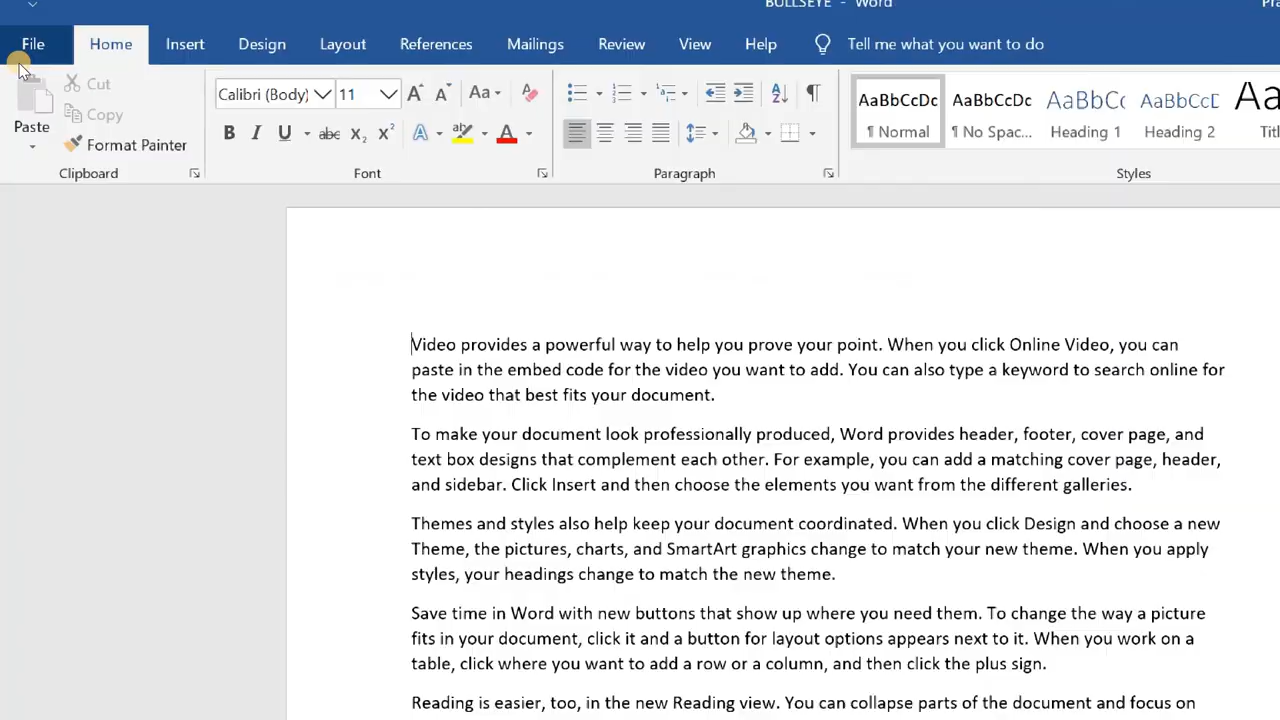 BULLSEYE - Word
File Home Insert Design Layout References Mailings Review View Help Tell me what you want to do
Cut
Copy
Paste
Format Painter
Clipboard
Calibri (Body) 11 Aa
B I U abc x₂ x² A A
Font
Paragraph
AaBbCcDc AaBbCcDc AaBbCc AaBbCcD
¶ Normal ¶ No Spac... Heading 1 Heading 2
Styles
Video provides a powerful way to help you prove your point. When you click Online Video, you can
paste in the embed code for the video you want to add. You can also type a keyword to search online for
the video that best fits your document.
To make your document look professionally produced, Word provides header, footer, cover page, and
text box designs that complement each other. For example, you can add a matching cover page, header,
and sidebar. Click Insert and then choose the elements you want from the different galleries.
Themes and styles also help keep your document coordinated. When you click Design and choose a new
Theme, the pictures, charts, and SmartArt graphics change to match your new theme. When you apply
styles, your headings change to match the new theme.
Save time in Word with new buttons that show up where you need them. To change the way a picture
fits in your document, click it and a button for layout options appears next to it. When you work on a
table, click where you want to add a row or a column, and then click the plus sign.
Reading is easier, too, in the new Reading view. You can collapse parts of the document and focus on